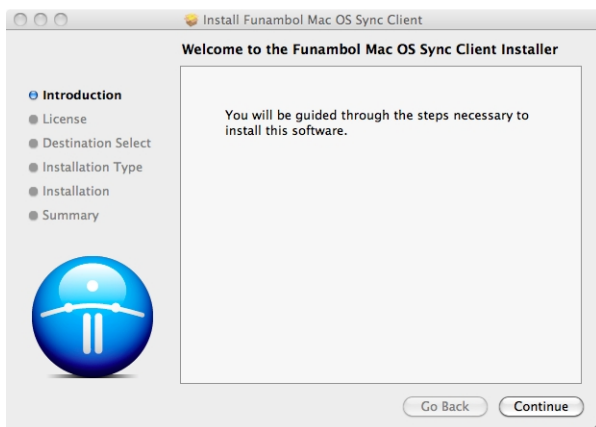 Install Funambol Mac OS Sync Client
Welcome to the Funambol Mac OS Sync Client Installer
Introduction
License
Destination Select
Installation Type
Installation
Summary
You will be guided through the steps necessary to
install this software.
Go Back
Continue